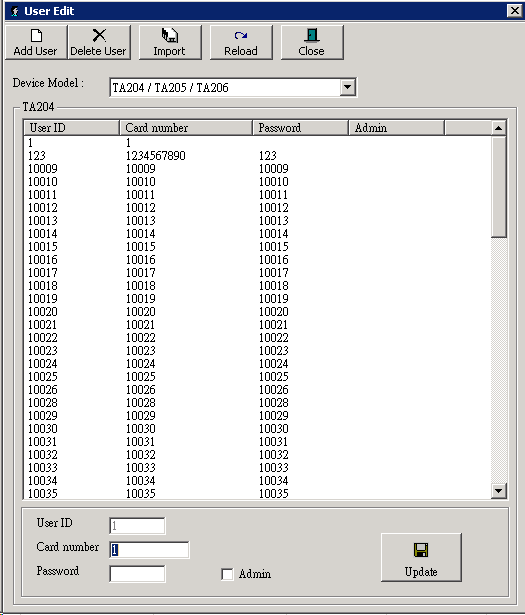 User Edit
Add User Delete User Import Reload Close
Device Model : TA204 / TA205 / TA206
TA204
User ID Card number Password Admin
1 1
123 1234567890 123
10009 10009 10009
10010 10010 10010
10011 10011 10011
10012 10012 10012
10013 10013 10013
10014 10014 10014
10015 10015 10015
10016 10016 10016
10017 10017 10017
10018 10018 10018
10019 10019 10019
10020 10020 10020
10021 10021 10021
10022 10022 10022
10023 10023 10023
10024 10024 10024
10025 10025 10025
10026 10026 10026
10028 10028 10028
10029 10029 10029
10030 10030 10030
10031 10031 10031
10032 10032 10032
10033 10033 10033
10034 10034 10034
10035 10035 10035
User ID 1
Card number 1
Password Admin Update